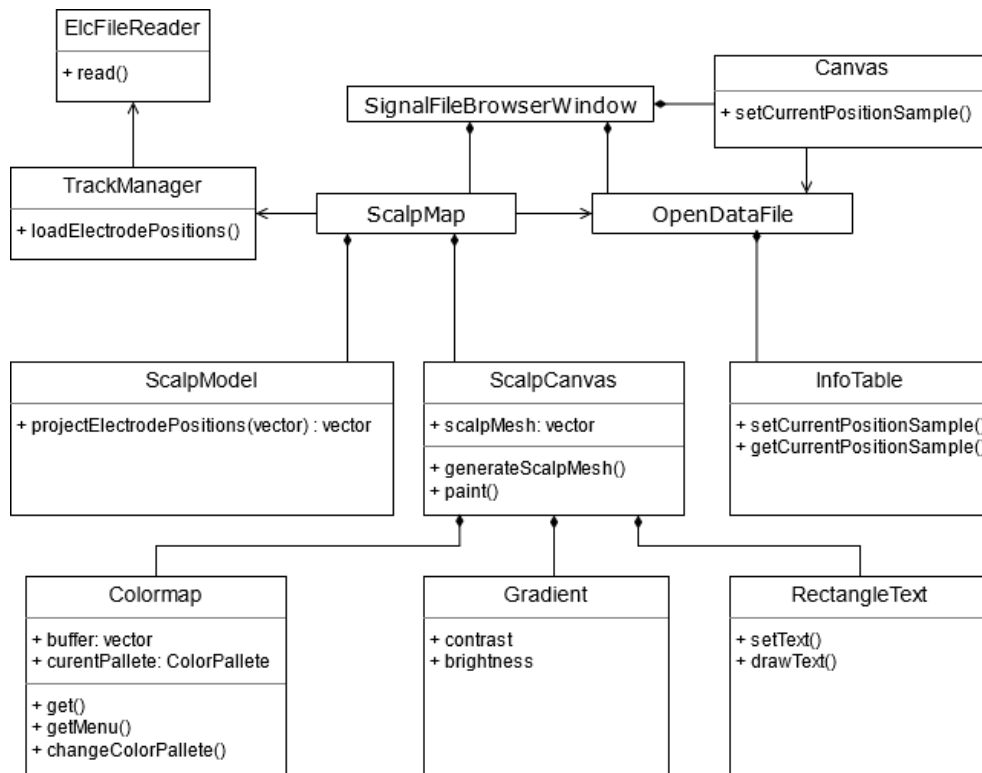 ElcFileReader
+ read()
SignalFileBrowserWindow
Canvas
+ setCurrentPositionSample()
TrackManager
+ loadElectrodePositions()
ScalpMap
OpenDataFile
ScalpModel
+ projectElectrodePositions(vector) : vector
ScalpCanvas
+ scalpMesh: vector
+ generateScalpMesh()
+ paint()
InfoTable
+ setCurrentPositionSample()
+ getCurrentPositionSample()
Colormap
+ buffer: vector
+ curentPallete: ColorPallete
+ get()
+ getMenu()
+ changeColorPallete()
Gradient
+ contrast
+ brightness
RectangleText
+ setText()
+ drawText()